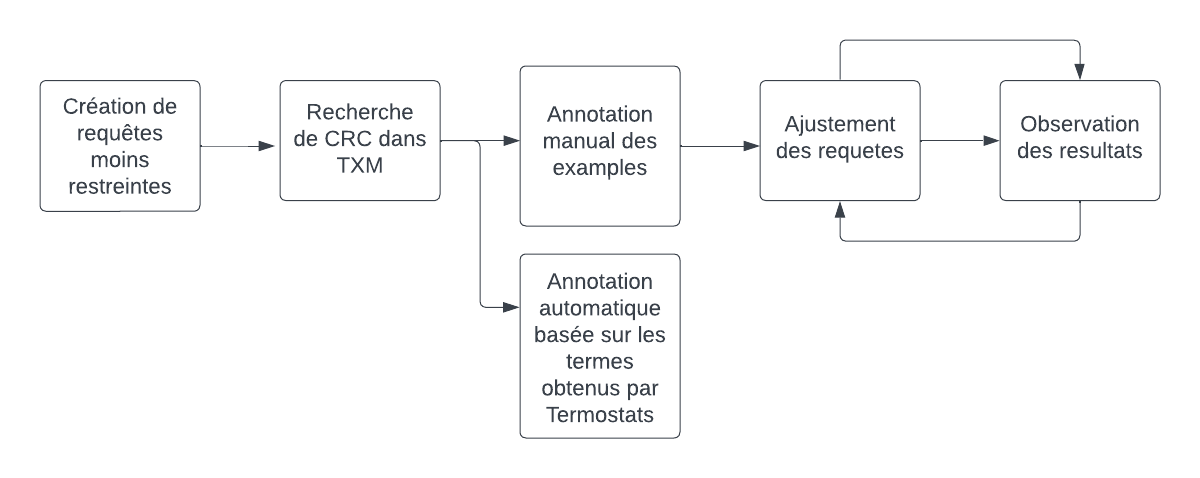 Création de
requêtes
moins
restreintes
Recherche
de CRC dans
TXM
Annotation
manual des
examples
Annotation
automatique
basée sur les
termes
obtenus par
Termostats
Ajustement
des requetes
Observation
des resultats